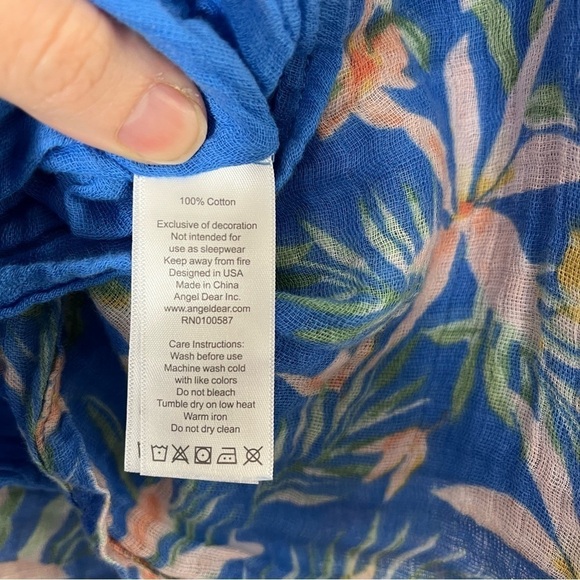 100% Cotton
Exclusive of decoration
Not intended for
use as sleepwear
Keep away from fire
Designed in USA
Made in China
Angel Dear Inc.
www.angeldear.com
RN0100587
Care Instructions:
Wash before use
Machine wash cold
with like colors
Do not bleach
Tumble dry on low heat
Warm iron
Do not dry clean